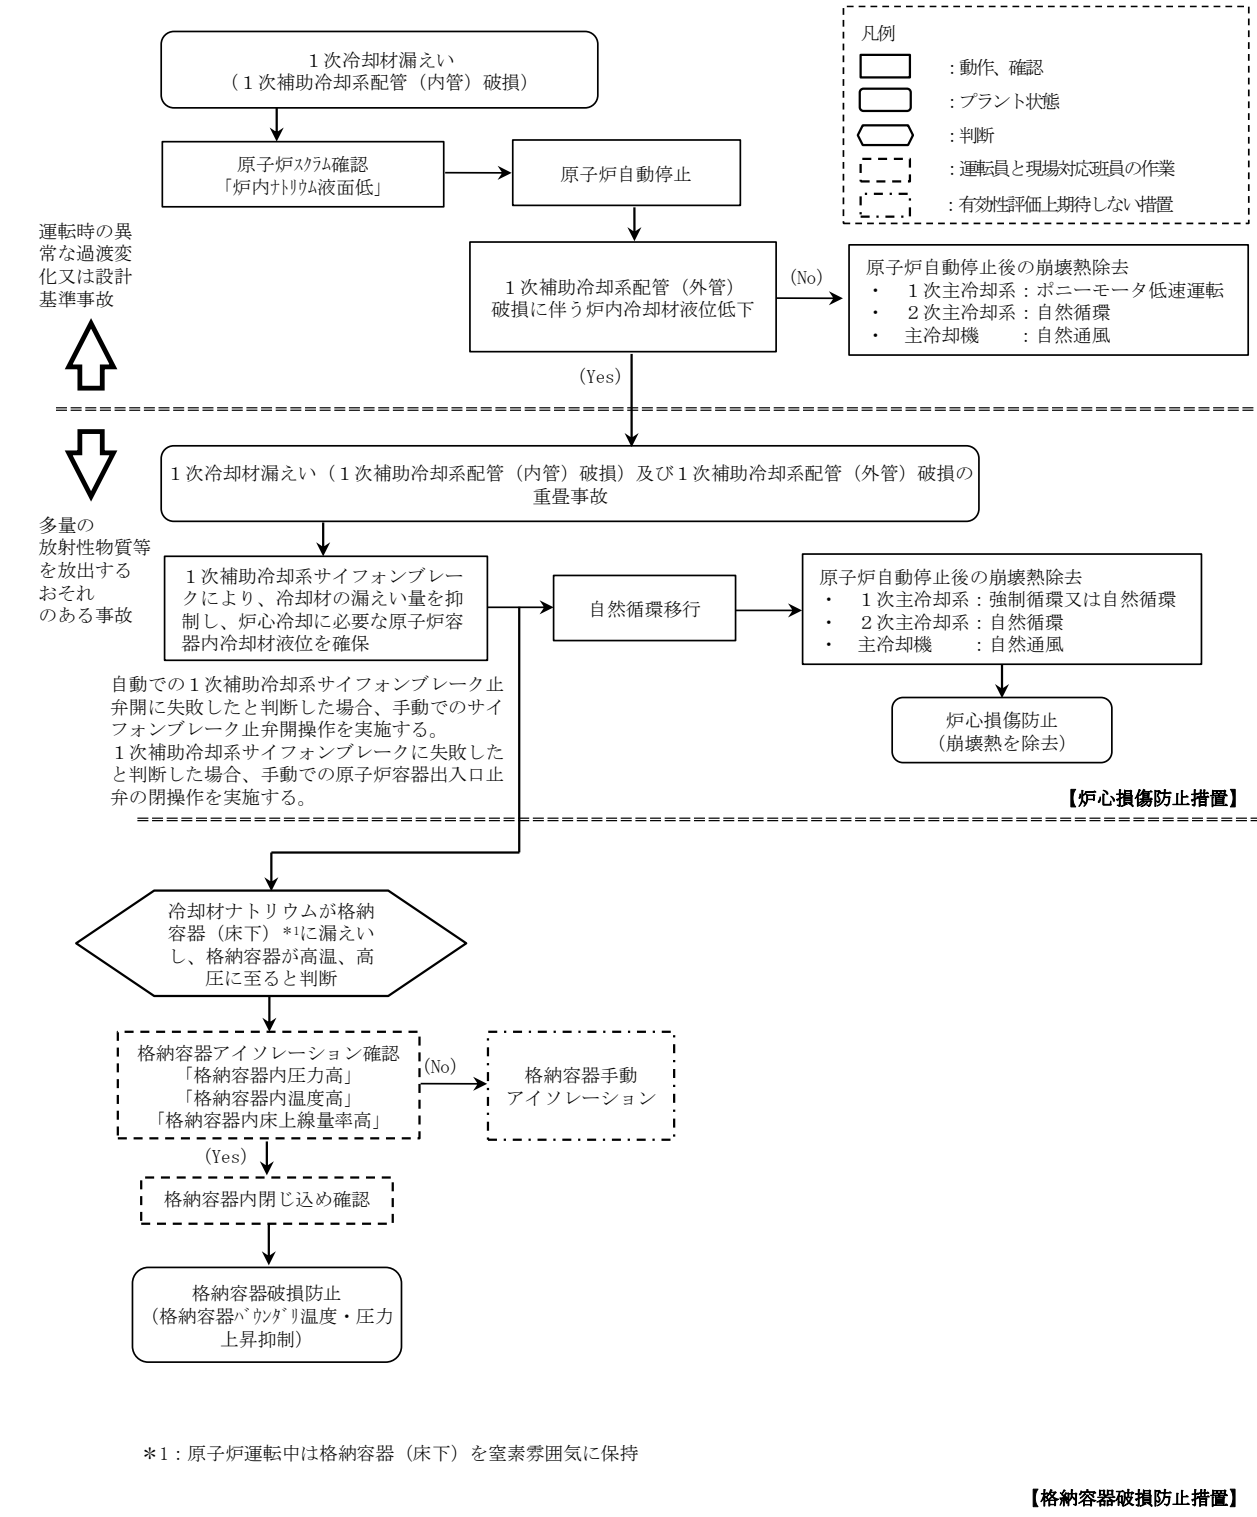 凡例
：動作、確認
：プラント状態
：判断
：運転員と現場対応班員の作業
：有効性評価上期待しない措置
１次冷却材漏えい
（１次補助冷却系配管（内管）破損）
原子炉ｽｸﾗﾑ確認
「炉内ﾅﾄﾘｳﾑ液面低」
原子炉自動停止
運転時の異
常な過渡変
化又は設計
基準事故
１次補助冷却系配管（外管）
破損に伴う炉内冷却材液位低下
(No)
原子炉自動停止後の崩壊熱除去
・　１次主冷却系：ポニーモータ低速運転
・　２次主冷却系：自然循環
・　主冷却機　　：自然通風
(Yes)
多量の
放射性物質等
を放出する
おそれ
のある事故
１次冷却材漏えい（１次補助冷却系配管（内管）破損）及び１次補助冷却系配管（外管）破損の
重畳事故
１次補助冷却系サイフォンブレー
クにより、冷却材の漏えい量を抑
制し、炉心冷却に必要な原子炉容
器内冷却材液位を確保
自然循環移行
原子炉自動停止後の崩壊熱除去
・　１次主冷却系：強制循環又は自然循環
・　２次主冷却系：自然循環
・　主冷却機　　：自然通風
自動での１次補助冷却系サイフォンブレーク止
弁開に失敗したと判断した場合、手動でのサイ
フォンブレーク止弁開操作を実施する。
１次補助冷却系サイフォンブレークに失敗した
と判断した場合、手動での原子炉容器出入口止
弁の閉操作を実施する。
炉心損傷防止
（崩壊熱を除去）
【炉心損傷防止措置】
冷却材ナトリウムが格納
容器（床下）*1に漏えい
し、格納容器が高温、高
圧に至ると判断
格納容器アイソレーション確認
「格納容器内圧力高」
「格納容器内温度高」
「格納容器内床上線量率高」
(No)
格納容器手動
アイソレーション
(Yes)
格納容器内閉じ込め確認
格納容器破損防止
（格納容器ﾊﾞｳﾝﾀﾞﾘ温度・圧力
上昇抑制）
＊1：原子炉運転中は格納容器（床下）を窒素雰囲気に保持
【格納容器破損防止措置】